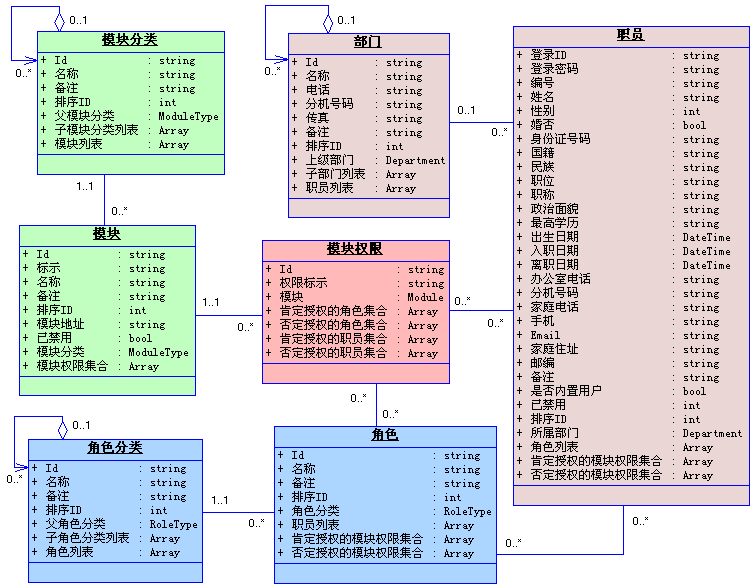 模块分类
+ Id : string
+ 名称 : string
+ 备注 : string
+ 排序ID : int
+ 父模块分类 : ModuleType
+ 子模块分类列表 : Array
+ 模块列表 : Array
0..1
0..*
部门
+ Id : string
+ 名称 : string
+ 电话 : string
+ 分机号码 : string
+ 传真 : string
+ 备注 : string
+ 排序ID : int
+ 上级部门 : Department
+ 子部门列表 : Array
+ 职员列表 : Array
0..1
0..*
0..1
0..*
职员
+ 登录ID : string
+ 登录密码 : string
+ 编号 : string
+ 姓名 : string
+ 性别 : int
+ 婚否 : bool
+ 身份证号码 : string
+ 国籍 : string
+ 民族 : string
+ 职位 : string
+ 职称 : string
+ 政治面貌 : string
+ 最高学历 : string
+ 出生日期 : DateTime
+ 入职日期 : DateTime
+ 离职日期 : DateTime
+ 办公室电话 : string
+ 分机号码 : string
+ 家庭电话 : string
+ 手机 : string
+ Email : string
+ 家庭住址 : string
+ 邮编 : string
+ 备注 : string
+ 是否内置用户 : bool
+ 已禁用 : int
+ 排序ID : int
+ 所属部门 : Department
+ 角色列表 : Array
+ 肯定授权的模块权限集合 : Array
+ 否定授权的模块权限集合 : Array
1..1
0..*
模块
+ Id : string
+ 标示 : string
+ 名称 : string
+ 备注 : string
+ 排序ID : int
+ 模块地址 : string
+ 已禁用 : bool
+ 模块分类 : ModuleType
+ 模块权限集合 : Array
1..1
0..*
模块权限
+ Id : string
+ 权限标示 : string
+ 模块 : Module
+ 肯定授权的角色集合 : Array
+ 否定授权的角色集合 : Array
+ 肯定授权的职员集合 : Array
+ 否定授权的职员集合 : Array
0..*
0..*
0..*
0..*
角色分类
+ Id : string
+ 名称 : string
+ 备注 : string
+ 排序ID : int
+ 父角色分类 : RoleType
+ 子角色分类列表 : Array
+ 角色列表 : Array
0..1
0..*
1..1
0..*
角色
+ Id : string
+ 名称 : string
+ 备注 : string
+ 排序ID : int
+ 角色分类 : RoleType
+ 职员列表 : Array
+ 肯定授权的模块权限集合 : Array
+ 否定授权的模块权限集合 : Array
0..*
0..*